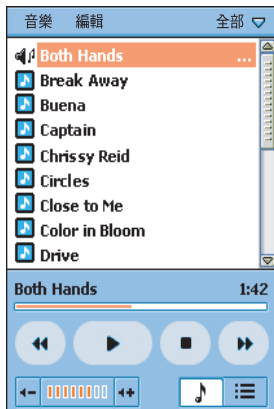 音樂 編輯 全部
Both Hands ...
Break Away
Buena
Captain
Chrissy Reid
Circles
Close to Me
Color in Bloom
Drive
Both Hands 1:42